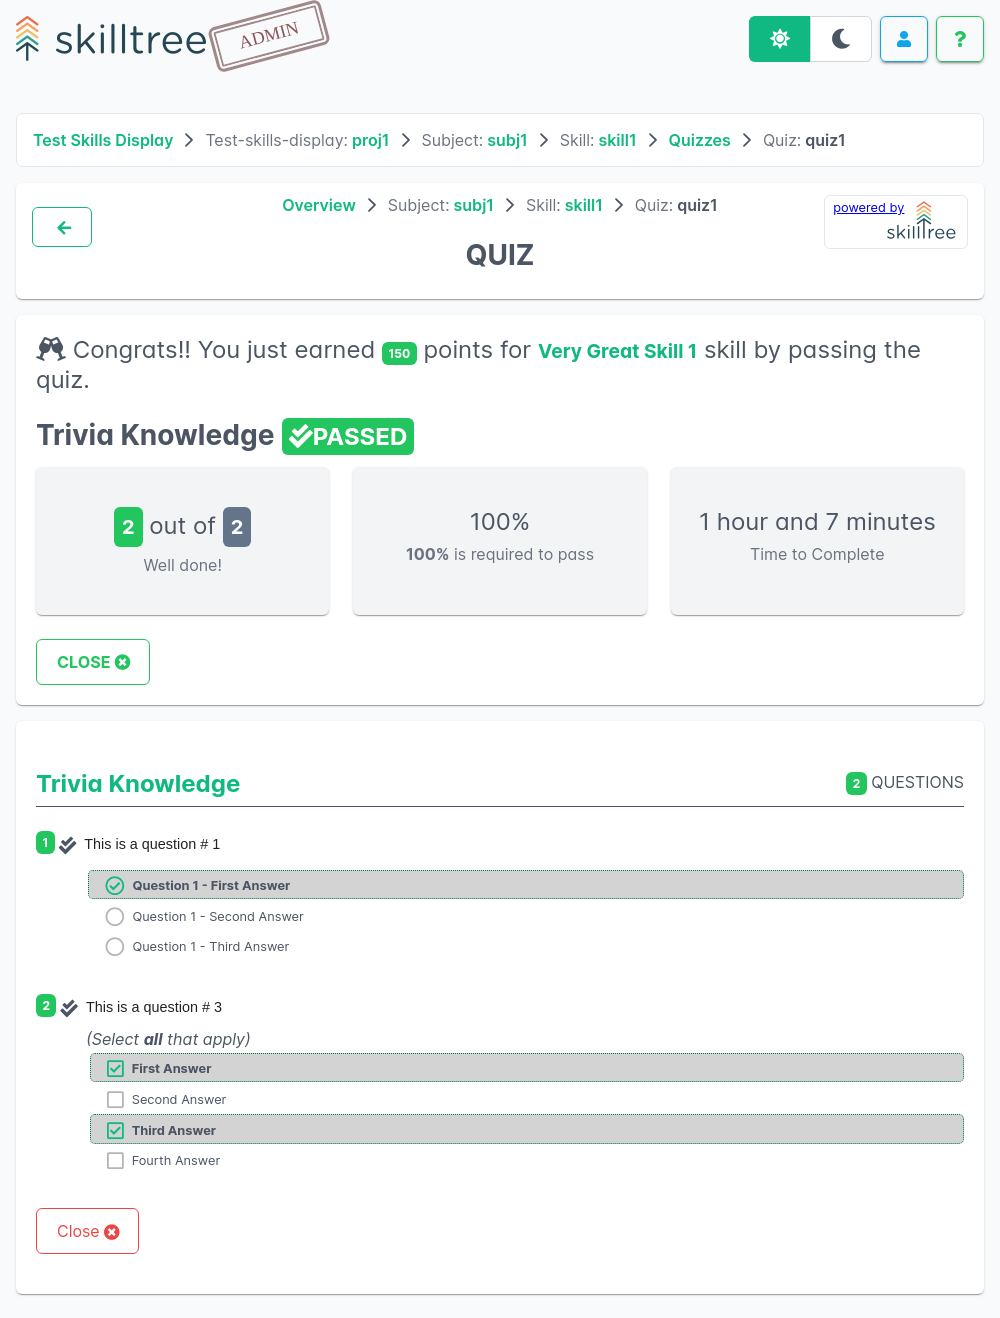 skilltree ADMIN
?
Test Skills Display > Test-skills-display: proj1 > Subject: subj1 > Skill: skill1 > Quizzes > Quiz: quiz1
Overview > Subject: subj1 > Skill: skill1 > Quiz: quiz1
powered by
skilltree
QUIZ
Congrats!! You just earned 150 points for Very Great Skill 1 skill by passing the
quiz.
Trivia Knowledge PASSED
2 out of 2
Well done!
100%
100% is required to pass
1 hour and 7 minutes
Time to Complete
CLOSE
Trivia Knowledge
2 QUESTIONS
1 This is a question # 1
Question 1 - First Answer
Question 1 - Second Answer
Question 1 - Third Answer
2 This is a question # 3
(Select all that apply)
First Answer
Second Answer
Third Answer
Fourth Answer
Close